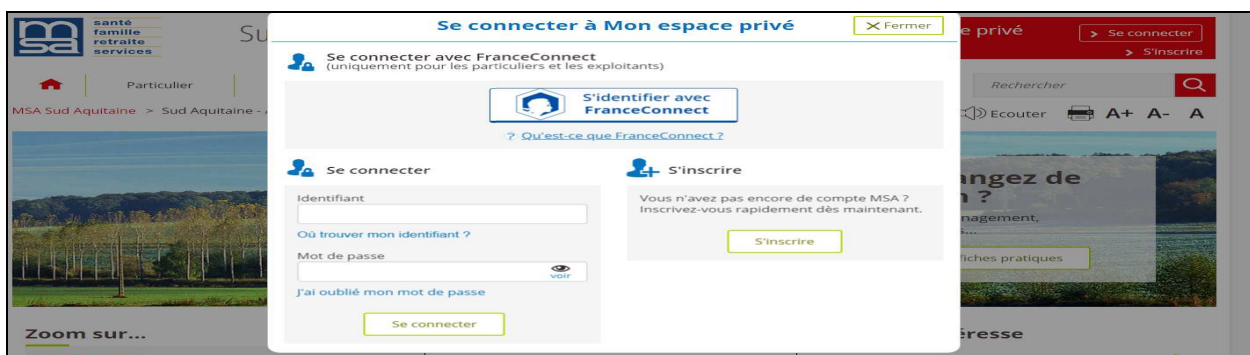 santé
famille
retraite
services
msa
Su
Se connecter à Mon espace privé
Fermer
e privé
> Se connecter
> S'inscrire
Se connecter avec FranceConnect
(uniquement pour les particuliers et les exploitants)
Particulier
Rechercher
S'identifier avec
FranceConnect
MSA Sud Aquitaine > Sud Aquitaine -
Ecouter A+ A- A
? Qu'est-ce que FranceConnect ?
Se connecter
Identifiant
Où trouver mon identifiant ?
Mot de passe
voir
J'ai oublié mon mot de passe
Se connecter
S'inscrire
Vous n'avez pas encore de compte MSA ?
Inscrivez-vous rapidement dès maintenant.
S'inscrire
angez de
?
nagement,
...
fiches pratiques
Zoom sur...
éresse